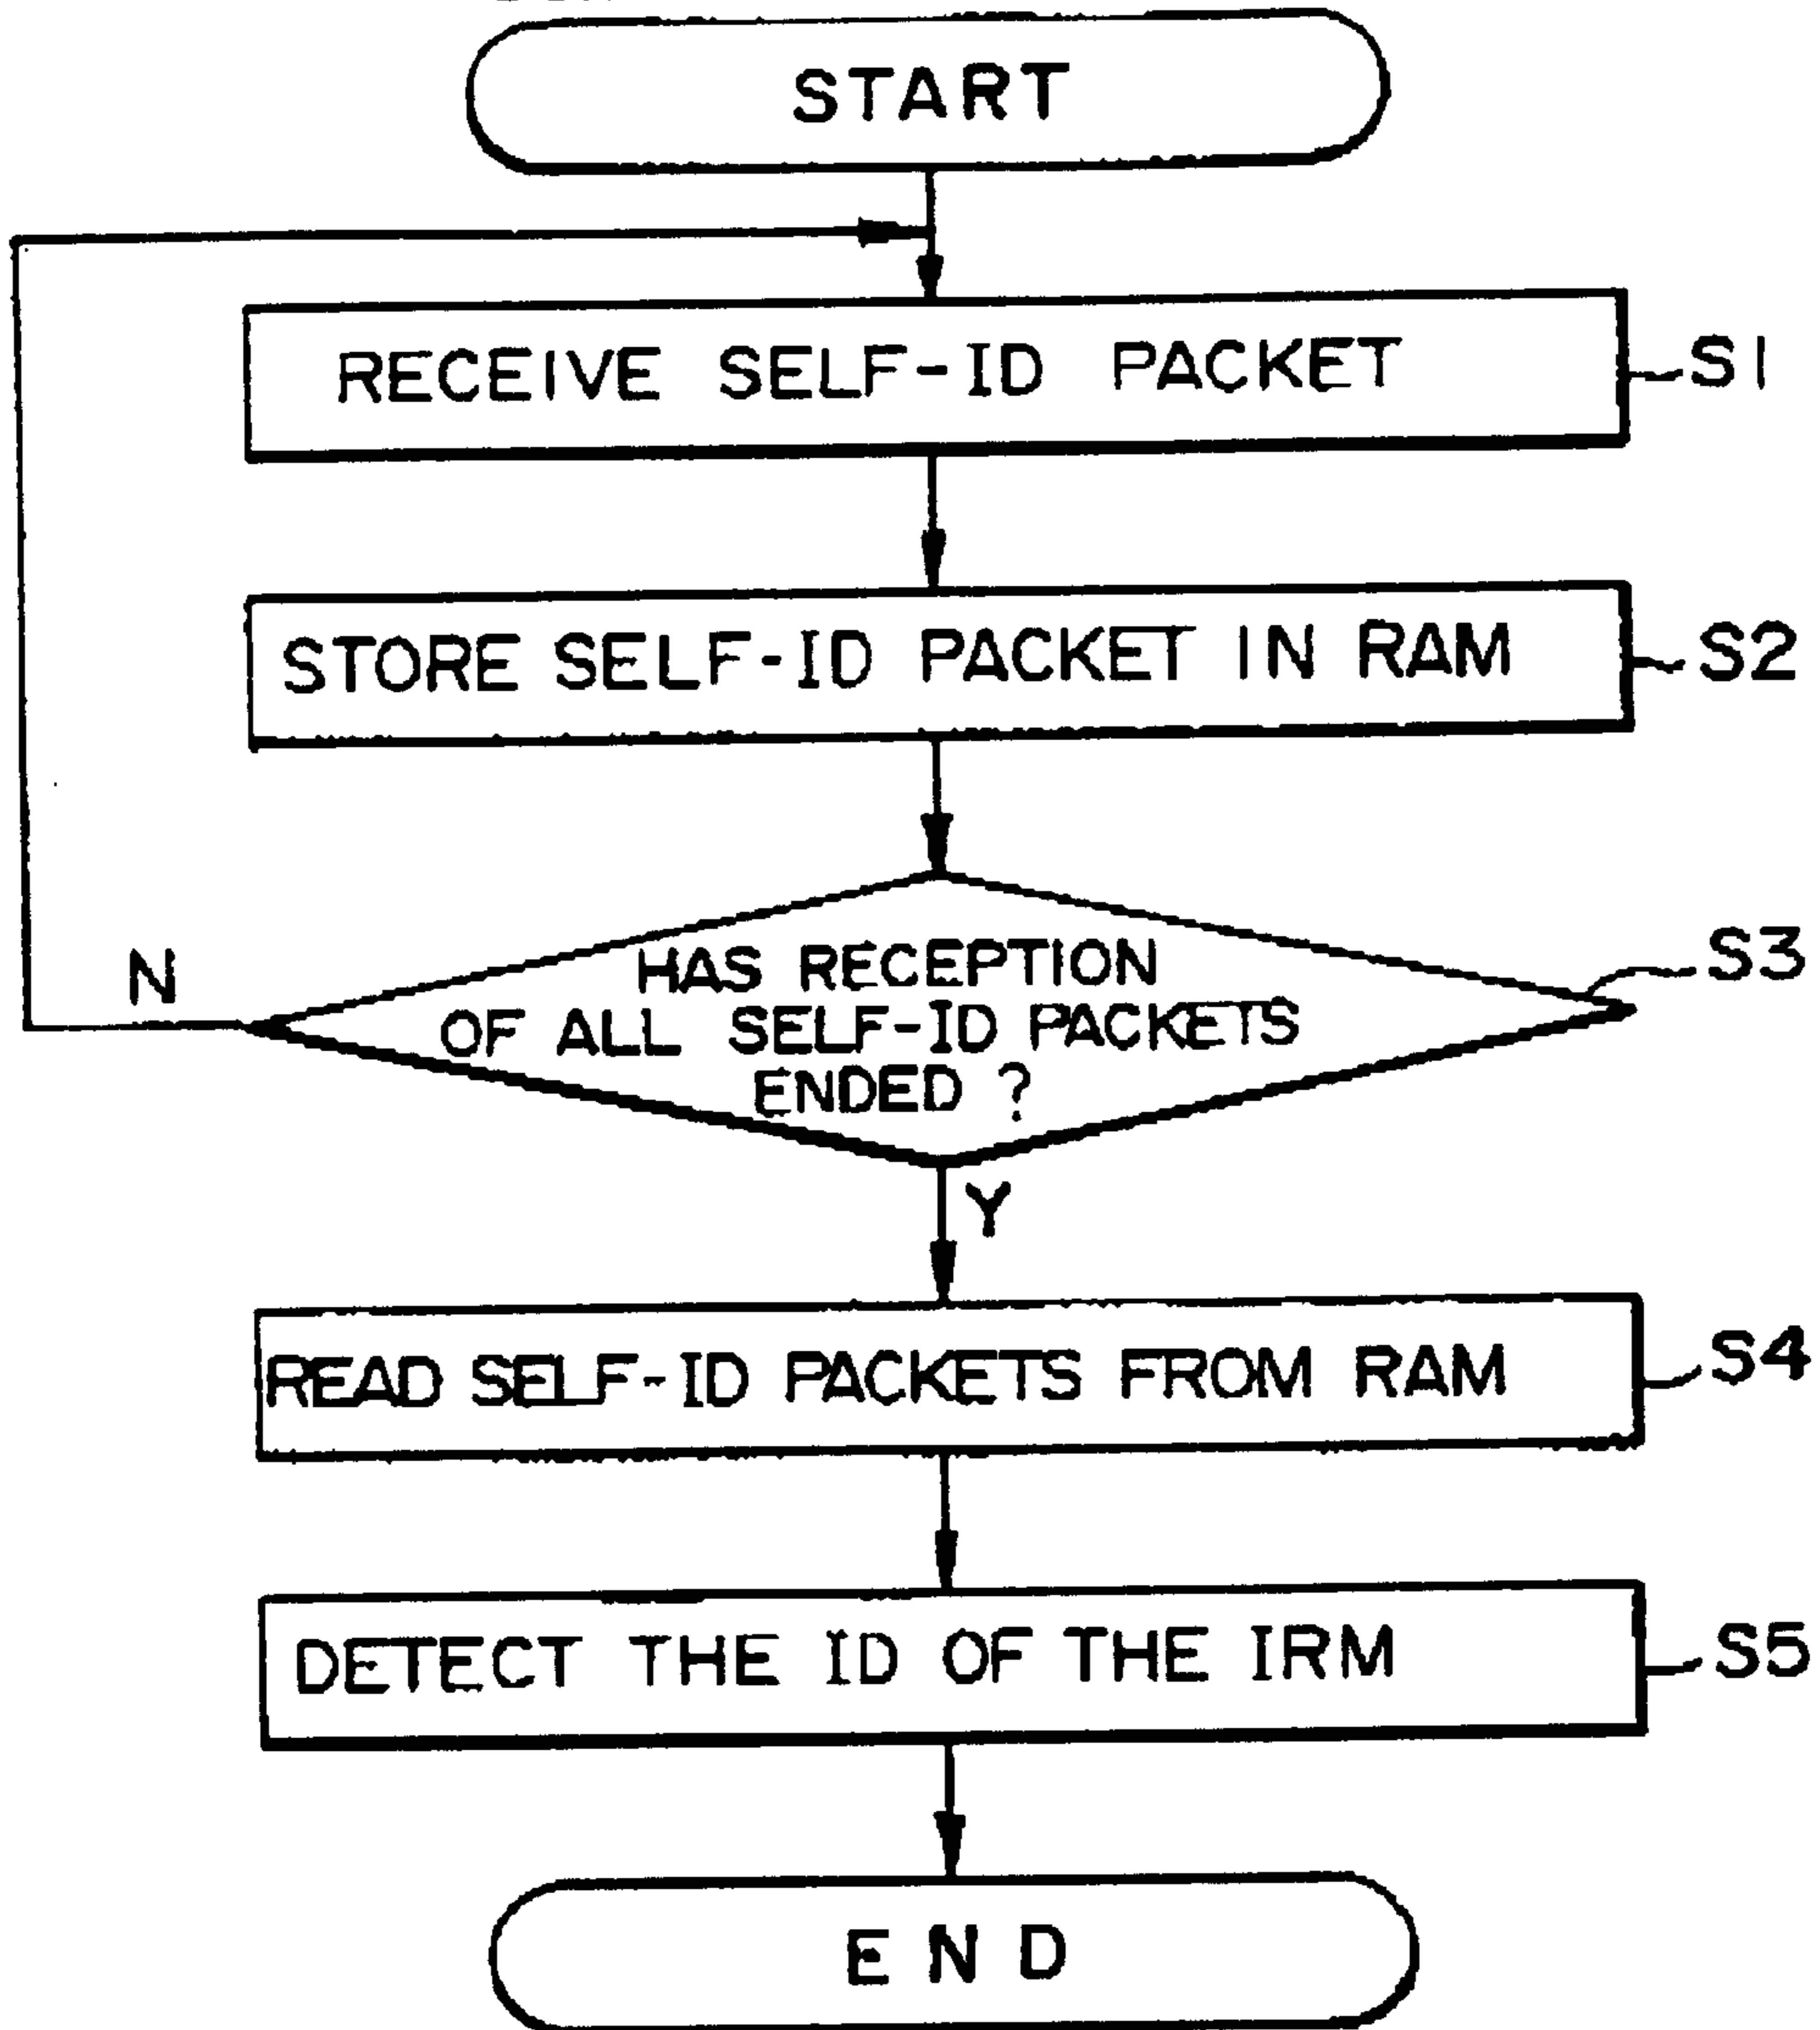 START
RECEIVE SELF-ID PACKET
S1
STORE SELF-ID PACKET IN RAM
S2
HAS RECEPTION
OF ALL SELF-ID PACKETS
ENDED ?
S3
N
Y
READ SELF-ID PACKETS FROM RAM
S4
DETECT THE ID OF THE IRM
S5
END